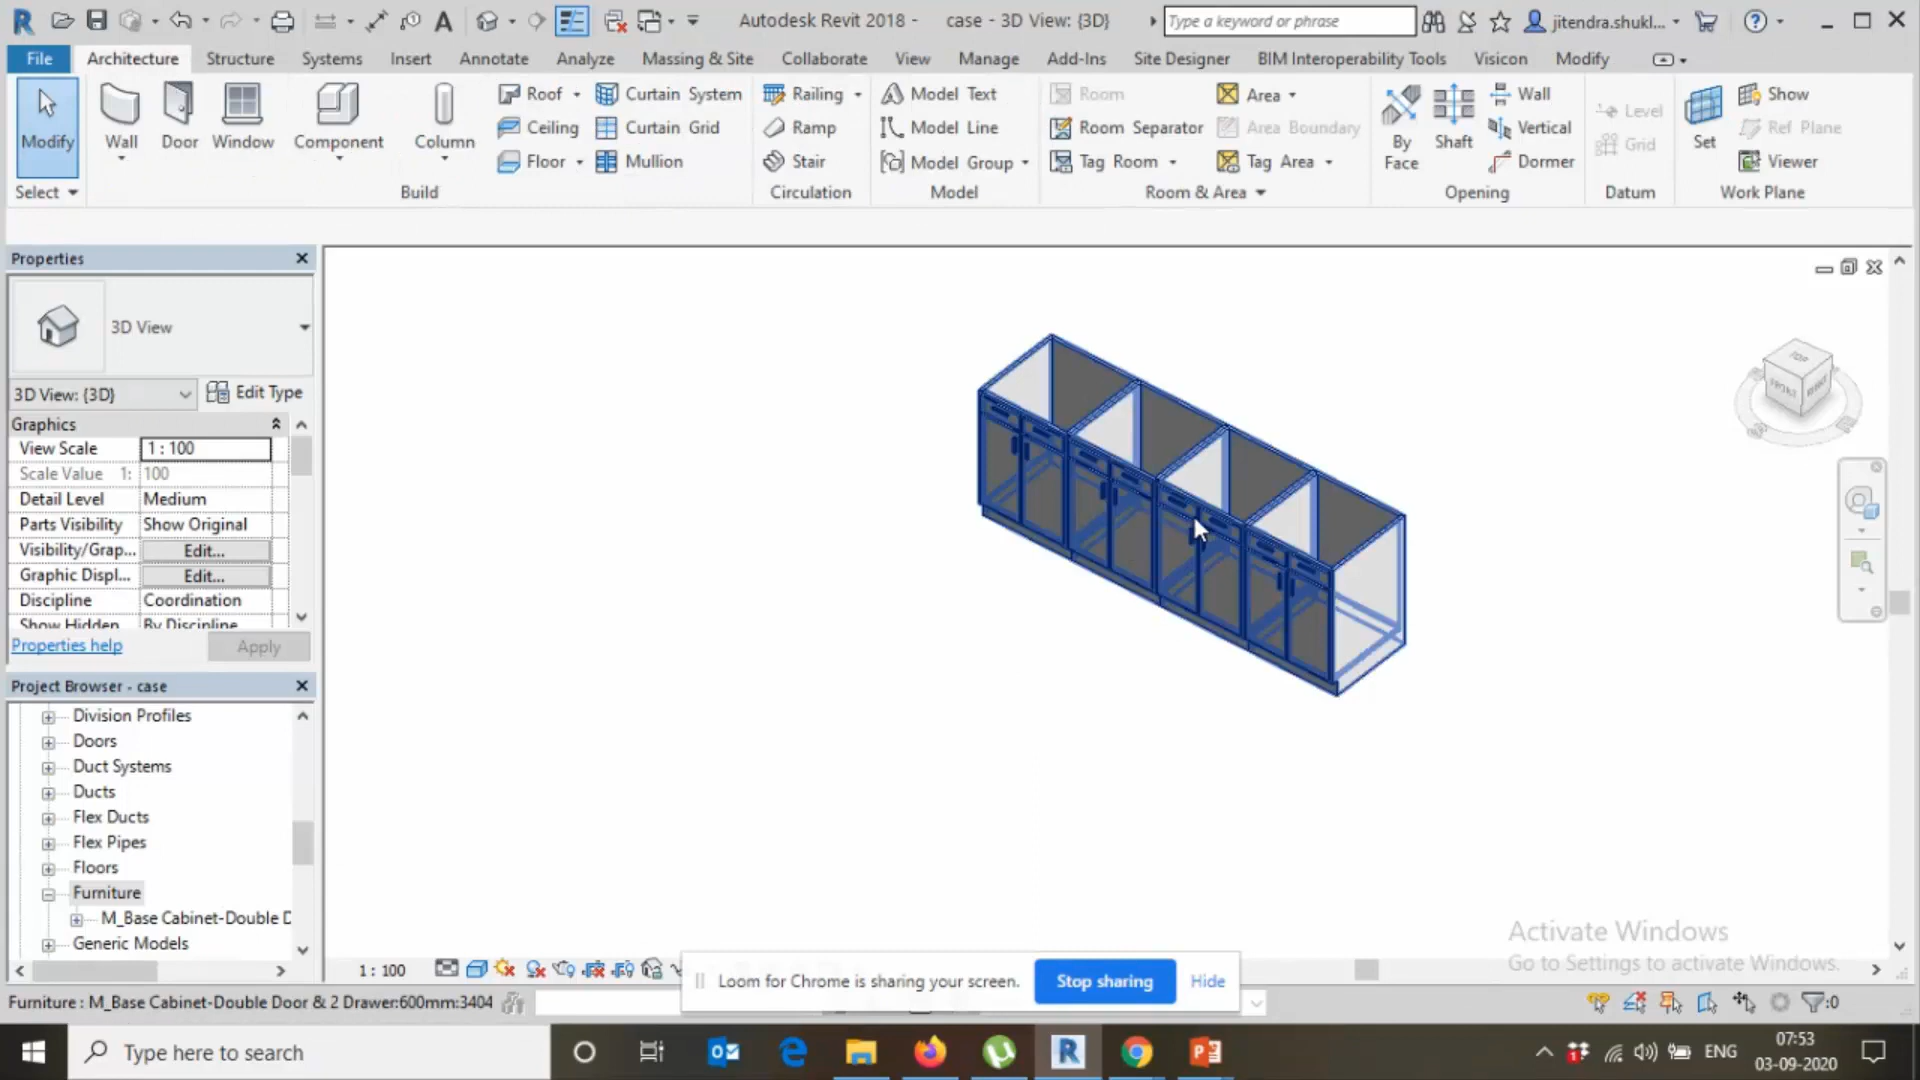 Autodesk Revit 2018 - case - 3D View: {3D}
Type a keyword or phrase
jitendra.shukl...
File Architecture Structure Systems Insert Annotate Analyze Massing & Site Collaborate View Manage Add-Ins Site Designer BIM Interoperability Tools Visicon Modify
Modify
Select
Wall
Door
Window
Component
Column
Roof
Ceiling
Floor
Curtain System
Curtain Grid
Mullion
Build
Railing
Ramp
Stair
Circulation
Model Text
Model Line
Model Group
Model
Room
Room Separator
Tag Room
Area
Area Boundary
Tag Area
Room & Area
By
Face
Shaft
Wall
Vertical
Dormer
Opening
Level
Grid
Datum
Set
Show
Ref Plane
Viewer
Work Plane
Properties
3D View
3D View: {3D}
Edit Type
Graphics
View Scale 1 : 100
Scale Value 1: 100
Detail Level Medium
Parts Visibility Show Original
Visibility/Grap... Edit...
Graphic Displ... Edit...
Discipline Coordination
Show Hidden By Discipline
Properties help
Apply
Project Browser - case
Division Profiles
Doors
Duct Systems
Ducts
Flex Ducts
Flex Pipes
Floors
Furniture
M_Base Cabinet-Double D
Generic Models
TOP
FRONT
RIGHT
Activate Windows
Go to Settings to activate Windows.
1 : 100
Loom for Chrome is sharing your screen.
Stop sharing
Hide
Furniture : M_Base Cabinet-Double Door & 2 Drawer:600mm:3404
:0
Type here to search
ENG
07:53
03-09-2020